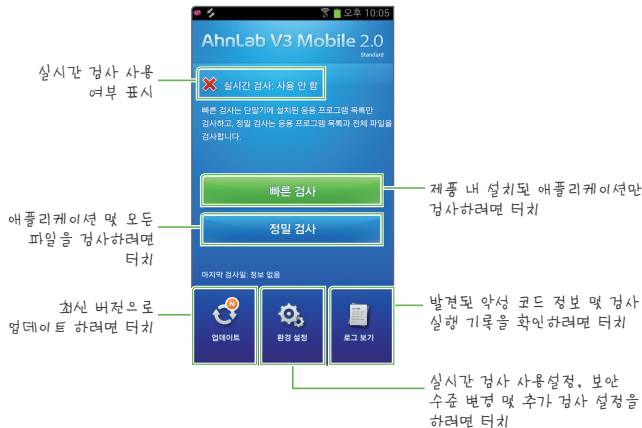 오후 10:05
AhnLab V3 Mobile 2.0
Standard
실시간 검사 사용
여부 표시
실시간 검사: 사용 안 함
빠른 검사는 단말기에 설치된 응용 프로그램 목록만
검사하고, 정밀 검사는 응용 프로그램 목록과 전체 파일을
검사합니다.
빠른 검사
제품 내 설치된 애플리케이션만
검사하려면 터치
정밀 검사
애플리케이션 및 모든
파일을 검사하려면
터치
마지막 검사일: 정보 없음
최신 버전으로
업데이트 하려면 터치
N
업데이트
환경 설정
로그 보기
발견된 악성 코드 정보 및 검사
실행 기록을 확인하려면 터치
실시간 검사 사용설정, 보안
수준 변경 및 추가 검사 설정을
하려면 터치